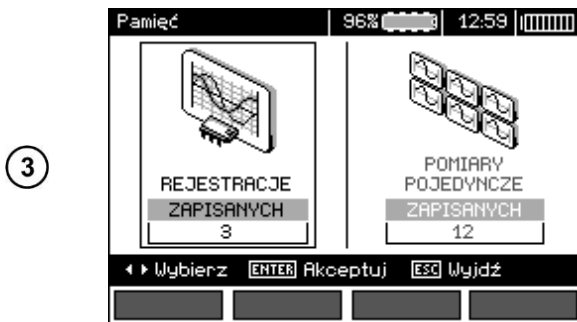 Pamięć 96% 12:59
3
REJESTRACJE
ZAPISANYCH
3
POMIARY
POJEDYNCZE
ZAPISANYCH
12
Wybierz ENTER Akceptuj ESC Wyjdź